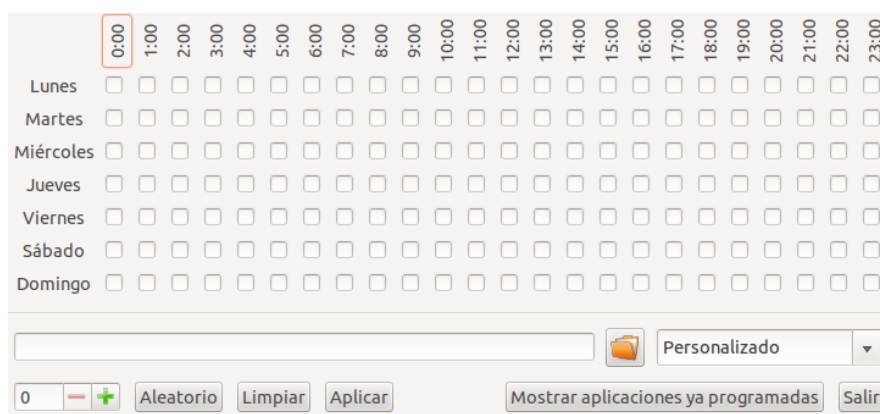 0:00 1:00 2:00 3:00 4:00 5:00 6:00 7:00 8:00 9:00 10:00 11:00 12:00 13:00 14:00 15:00 16:00 17:00 18:00 19:00 20:00 21:00 22:00 23:00
Lunes
Martes
Miércoles
Jueves
Viernes
Sábado
Domingo
Personalizado
0 Aleatorio Limpiar Aplicar Mostrar aplicaciones ya programadas Salir